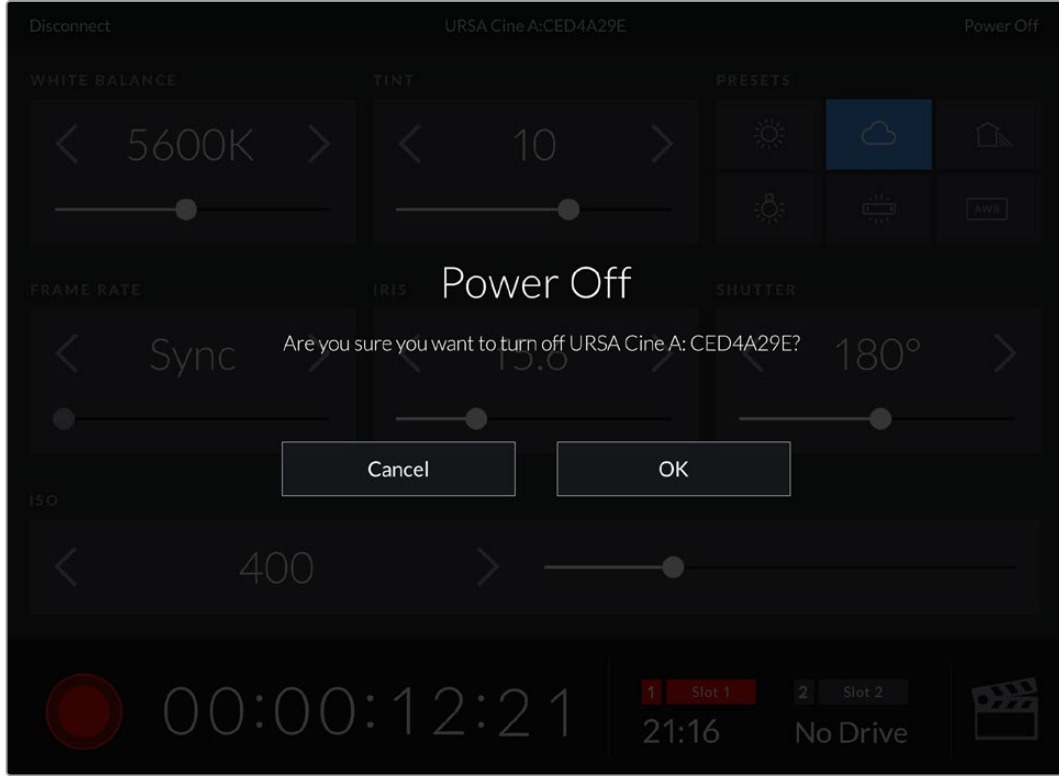 Disconnect URSA Cine A:CED4A29E Power Off
WHITE BALANCE TINT PRESETS
5600K 10
AWB
Power Off
FRAME RATE IRIS SHUTTER
Are you sure you want to turn off URSA Cine A: CED4A29E?
Sync 15.8 180°
Cancel OK
ISO
400
00:00:12:21 1 Slot 1 2 Slot 2
21:16 No Drive